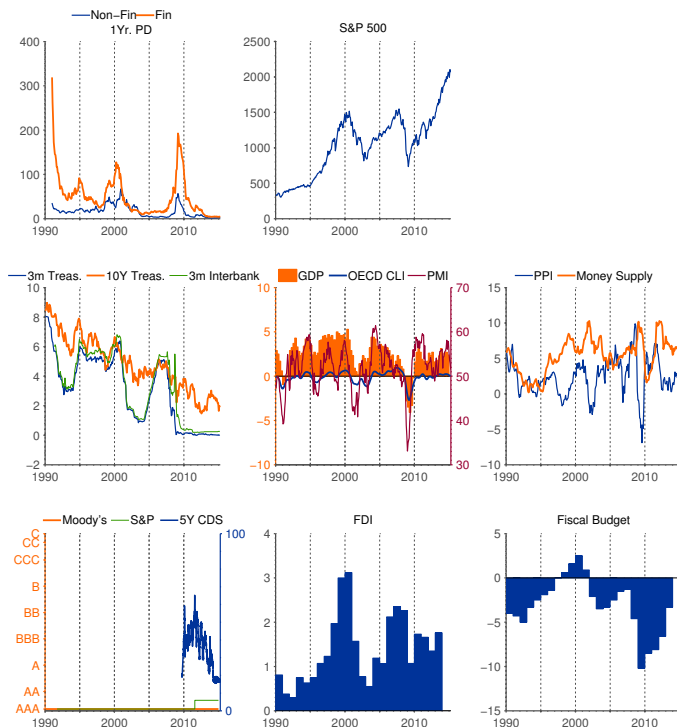 Non−Fin Fin
1Yr. PD
400
300
200
100
0
1990 2000 2010
S&P 500
2500
2000
1500
1000
500
0
1990 2000 2010
3m Treas. 10Y Treas. 3m Interbank
10
8
6
4
2
0
−2
1990 2000 2010
GDP OECD CLI PMI
10
5
0
−5
−10
70
60
50
40
30
1990 2000 2010
PPI Money Supply
15
10
5
0
−5
−10
1990 2000 2010
Moody's S&P 5Y CDS
C
CC
CCC
B
BB
BBB
A
AA
AAA
100
0
1990 2000 2010
FDI
4
3
2
1
0
1990 2000 2010
Fiscal Budget
5
0
−5
−10
−15
1990 2000 2010